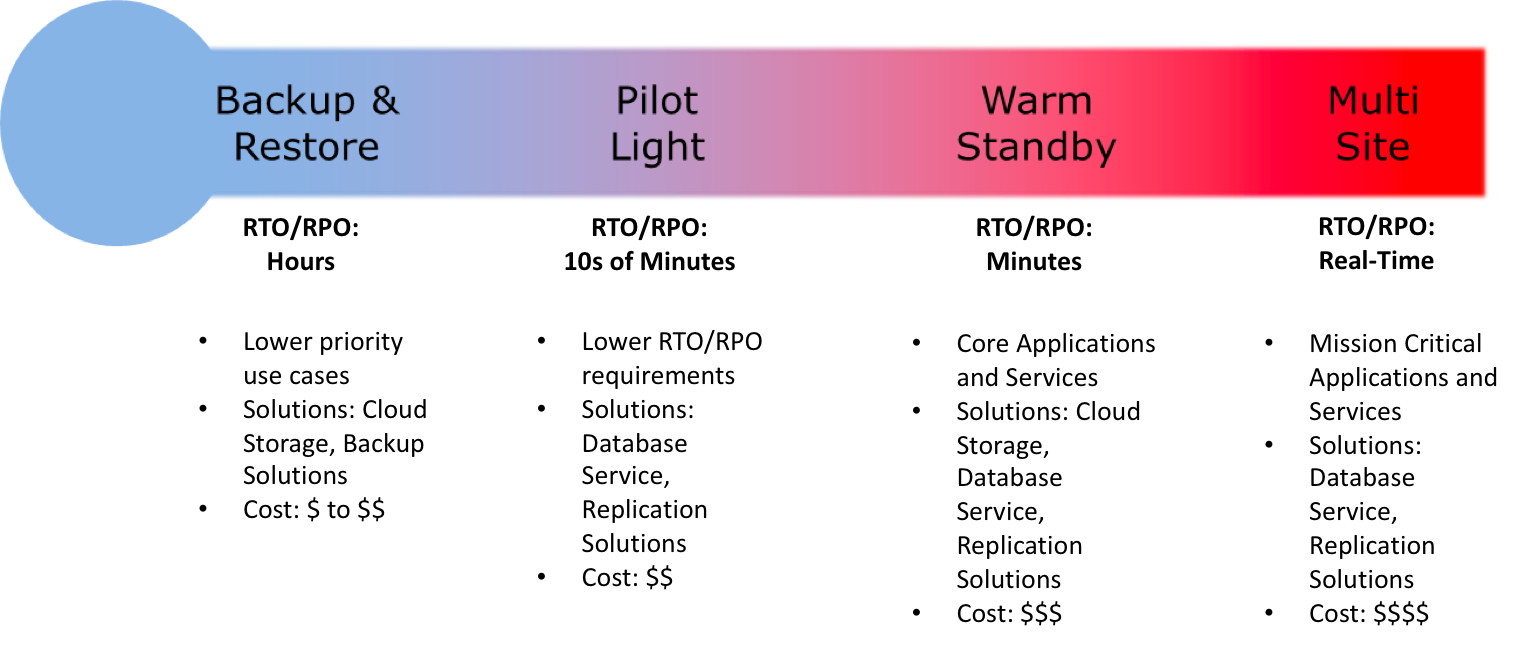 Backup &
Restore
Pilot
Light
Warm
Standby
Multi
Site
RTO/RPO:
Hours
RTO/RPO:
10s of Minutes
RTO/RPO:
Minutes
RTO/RPO:
Real-Time
• Lower priority
use cases
• Solutions: Cloud
Storage, Backup
Solutions
• Cost: $ to $$
• Lower RTO/RPO
requirements
• Solutions:
Database
Service,
Replication
Solutions
• Cost: $$
• Core Applications
and Services
• Solutions: Cloud
Storage,
Database
Service,
Replication
Solutions
• Cost: $$$
• Mission Critical
Applications and
Services
• Solutions:
Database
Service,
Replication
Solutions
• Cost: $$$$